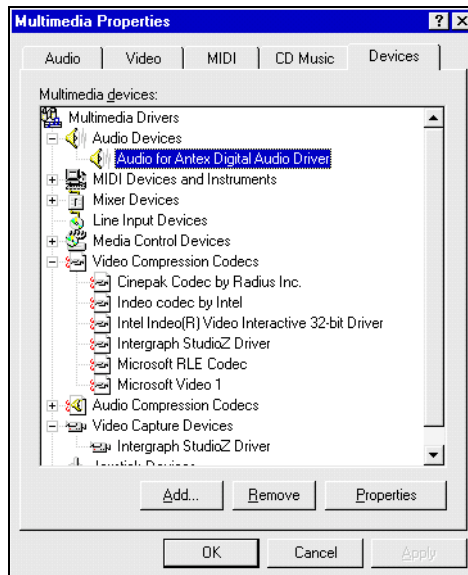 Multimedia Properties
Audio
Video
MIDI
CD Music
Devices
Multimedia devices:
Multimedia Drivers
Audio Devices
Audio for Antex Digital Audio Driver
MIDI Devices and Instruments
Mixer Devices
Line Input Devices
Media Control Devices
Video Compression Codecs
Cinepak Codec by Radius Inc.
Indeo codec by Intel
Intel Indeo(R) Video Interactive 32-bit Driver
Intergraph StudioZ Driver
Microsoft RLE Codec
Microsoft Video 1
Audio Compression Codecs
Video Capture Devices
Intergraph StudioZ Driver
Joystick Devices
Add...
Remove
Properties
OK
Cancel
Apply